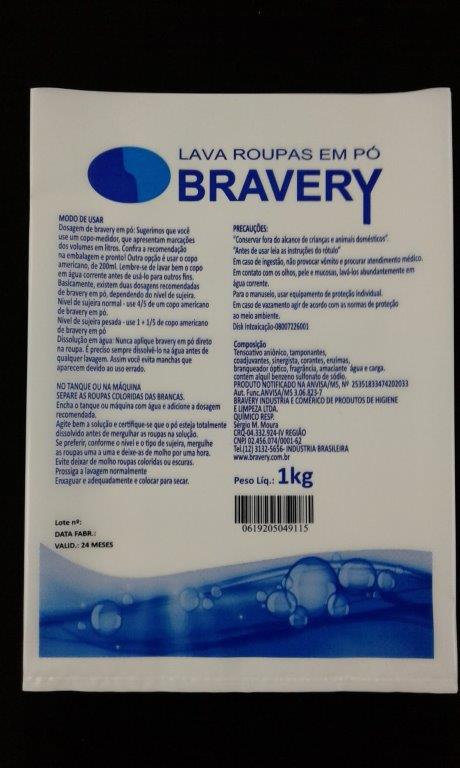 LAVA ROUPAS EM PÓ
BRAVERY
MODO DE USAR
Dosagem de bravery em pó: Sugerimos que você
use um copo-medidor, que apresentam marcações
dos volumes em litros. Confira a recomendação
na embalagem e pronto! Outra opção é usar o copo
americano, de 200ml. Lembre-se de lavar bem o copo
em água corrente antes de usá-lo para outros fins.
Basicamente, existem duas dosagens recomendadas
de bravery em pó, dependendo do nível de sujeira.
Nível de sujeira normal - use 4/5 de um copo americano
de bravery em pó.
Nível de sujeira pesada - use 1 + 1/5 de copo americano
de bravery em pó
Dissolução em água: Nunca aplique bravery em pó direto
na roupa. É preciso sempre dissolvê-lo na água antes de
qualquer lavagem. Assim você evita manchas que
aparecem devido ao uso errado.
NO TANQUE OU NA MÁQUINA
SEPARE AS ROUPAS COLORIDAS DAS BRANCAS.
Encha o tanque ou máquina com água e adicione a dosagem
recomendada.
Agite bem a solução e certifique-se que o pó esteja totalmente
dissolvido antes de mergulhar as roupas na solução.
Se preferir, conforme o nível e o tipo de sujeira, mergulhe
as roupas uma a uma e deixe-as de molho por uma hora.
Evite deixar de molho roupas coloridas ou escuras.
Prossiga a lavagem normalmente
Enxaguar e adequadamente e colocar para secar.
PRECAUÇÕES:
"Conservar fora do alcance de crianças e animais domésticos".
"Antes de usar leia as instruções do rótulo"
Em caso de ingestão, não provocar vômito e procurar atendimento médico.
Em contato com os olhos, pele e mucosas, lavá-los abundantemente em
água corrente.
Para o manuseio, usar equipamento de proteção individual.
Em caso de vazamento agir de acordo com as normas de proteção
ao meio ambiente.
Disk Intoxicação-08007226001
Composição
Tensoativo aniônico, tamponantes,
coadjuvantes, sinergista, corantes, enzimas,
branqueador óptico, fragrância, amaciante água e carga.
contém alquil benzeno sulfonato de sódio.
PRODUTO NOTIFICADO NA ANVISA/MS, Nº 25351833474202033
Aut. Func.ANVISA/MS 3.06.823-7
BRAVERY INDUSTRIA E COMÉRICO DE PRODUTOS DE HIGIENE
E LIMPEZA LTDA.
QUÍMICO RESP.
Sérgio M. Moura
CRQ-04.332.924-IV REGIÃO
CNPJ 02.456.074/0001-62
Tel.(12) 3132-5656- INDÚSTRIA BRASILEIRA
www.bravery.com.br
Peso Líq.: 1kg
0619205049115
Lote nº:
DATA FABR.:
VALID.: 24 MESES